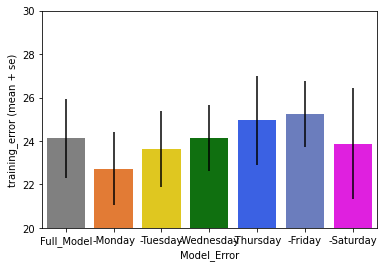 30
28
26
24
22
20
training_error (mean + se)
Full_Model -Monday -Tuesday -Wednesday -Thursday -Friday -Saturday
Model_Error